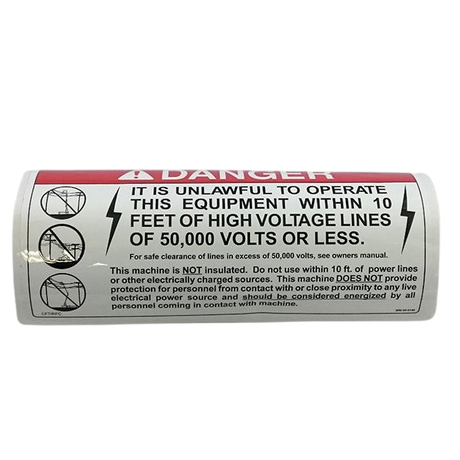 DANGER
IT IS UNLAWFUL TO OPERATE
THIS EQUIPMENT WITHIN 10
FEET OF HIGH VOLTAGE LINES
OF 50,000 VOLTS OR LESS.
For safe clearance of lines in excess of 50,000 volts, see owners manual.
This machine is NOT insulated. Do not use within 10 ft. of power lines
or other electrically charged sources. This machine DOES NOT provide
protection for personnel from contact with or close proximity to any live
electrical power source and should be considered energized by all
personnel coming in contact with machine.